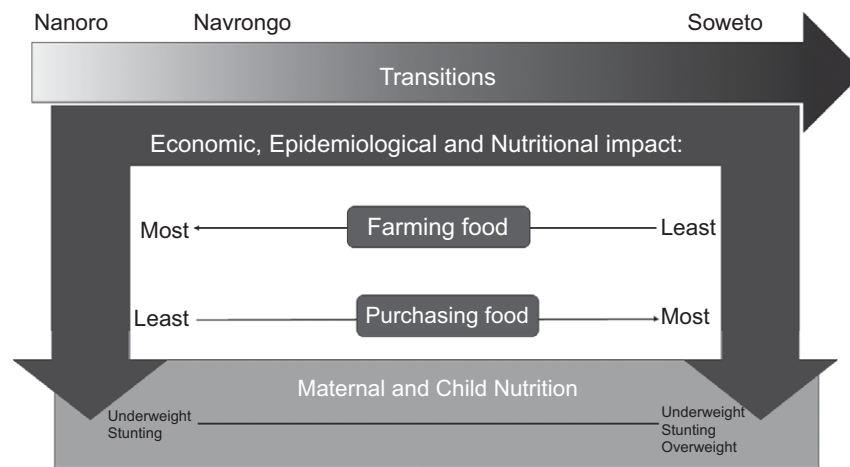 Nanoro Navrongo Soweto
Transitions
Economic, Epidemiological and Nutritional impact:
Most Farming food Least
Least Purchasing food Most
Maternal and Child Nutrition
Underweight
Stunting
Underweight
Stunting
Overweight